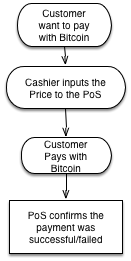 Customer
want to pay
with Bitcoin
Cashier inputs the
Price to the PoS
Customer
Pays with
Bitcoin
PoS confirms the
payment was
successful/failed